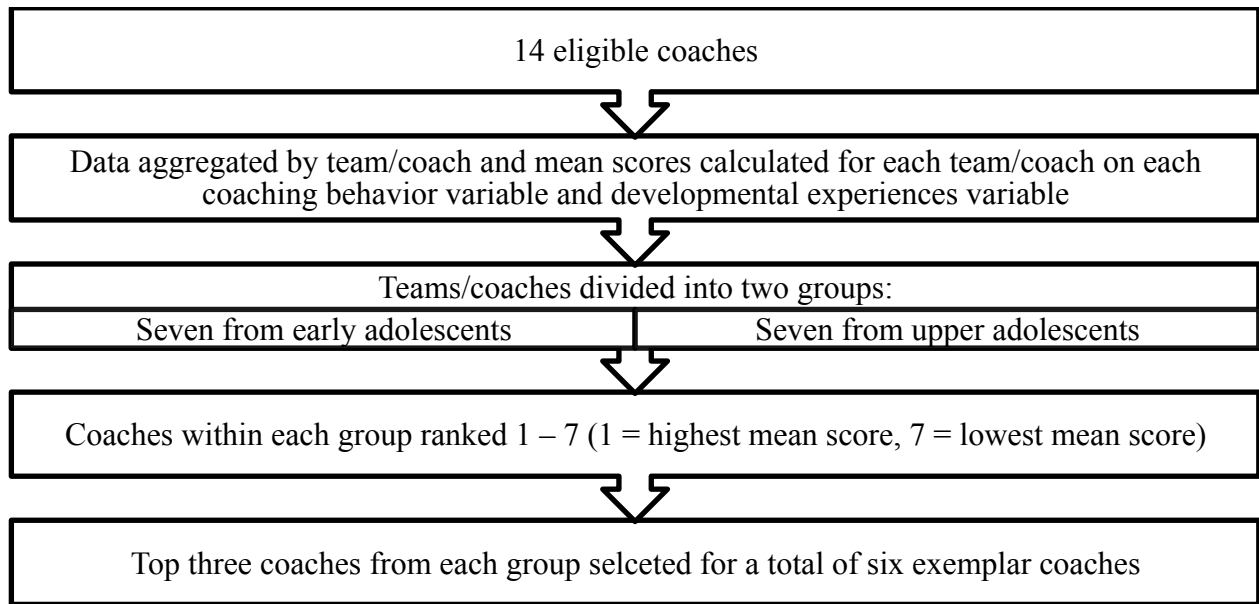 14 eligible coaches
Data aggregated by team/coach and mean scores calculated for each team/coach on each
coaching behavior variable and developmental experiences variable
Teams/coaches divided into two groups:
Seven from early adolescents
Seven from upper adolescents
Coaches within each group ranked 1 – 7 (1 = highest mean score, 7 = lowest mean score)
Top three coaches from each group selceted for a total of six exemplar coaches